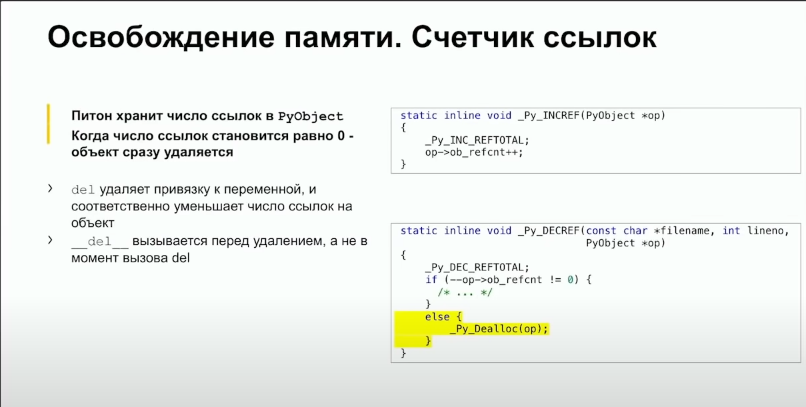 Освобождение памяти. Счетчик ссылок
Питон хранит число ссылок в PyObject
Когда число ссылок становится равно 0 -
объект сразу удаляется
del удаляет привязку к переменной, и
соответственно уменьшает число ссылок на
объект
__del__ вызывается перед удалением, а не в
момент вызова del
static inline void _Py_INCREF(PyObject *op)
{
_Py_INC_REFTOTAL;
op->ob_refcnt++;
}
static inline void _Py_DECREF(const char *filename, int lineno,
PyObject *op)
{
_Py_DEC_REFTOTAL;
if (--op->ob_refcnt != 0) {
/* ... */
}
else {
_Py_Dealloc(op);
}
}